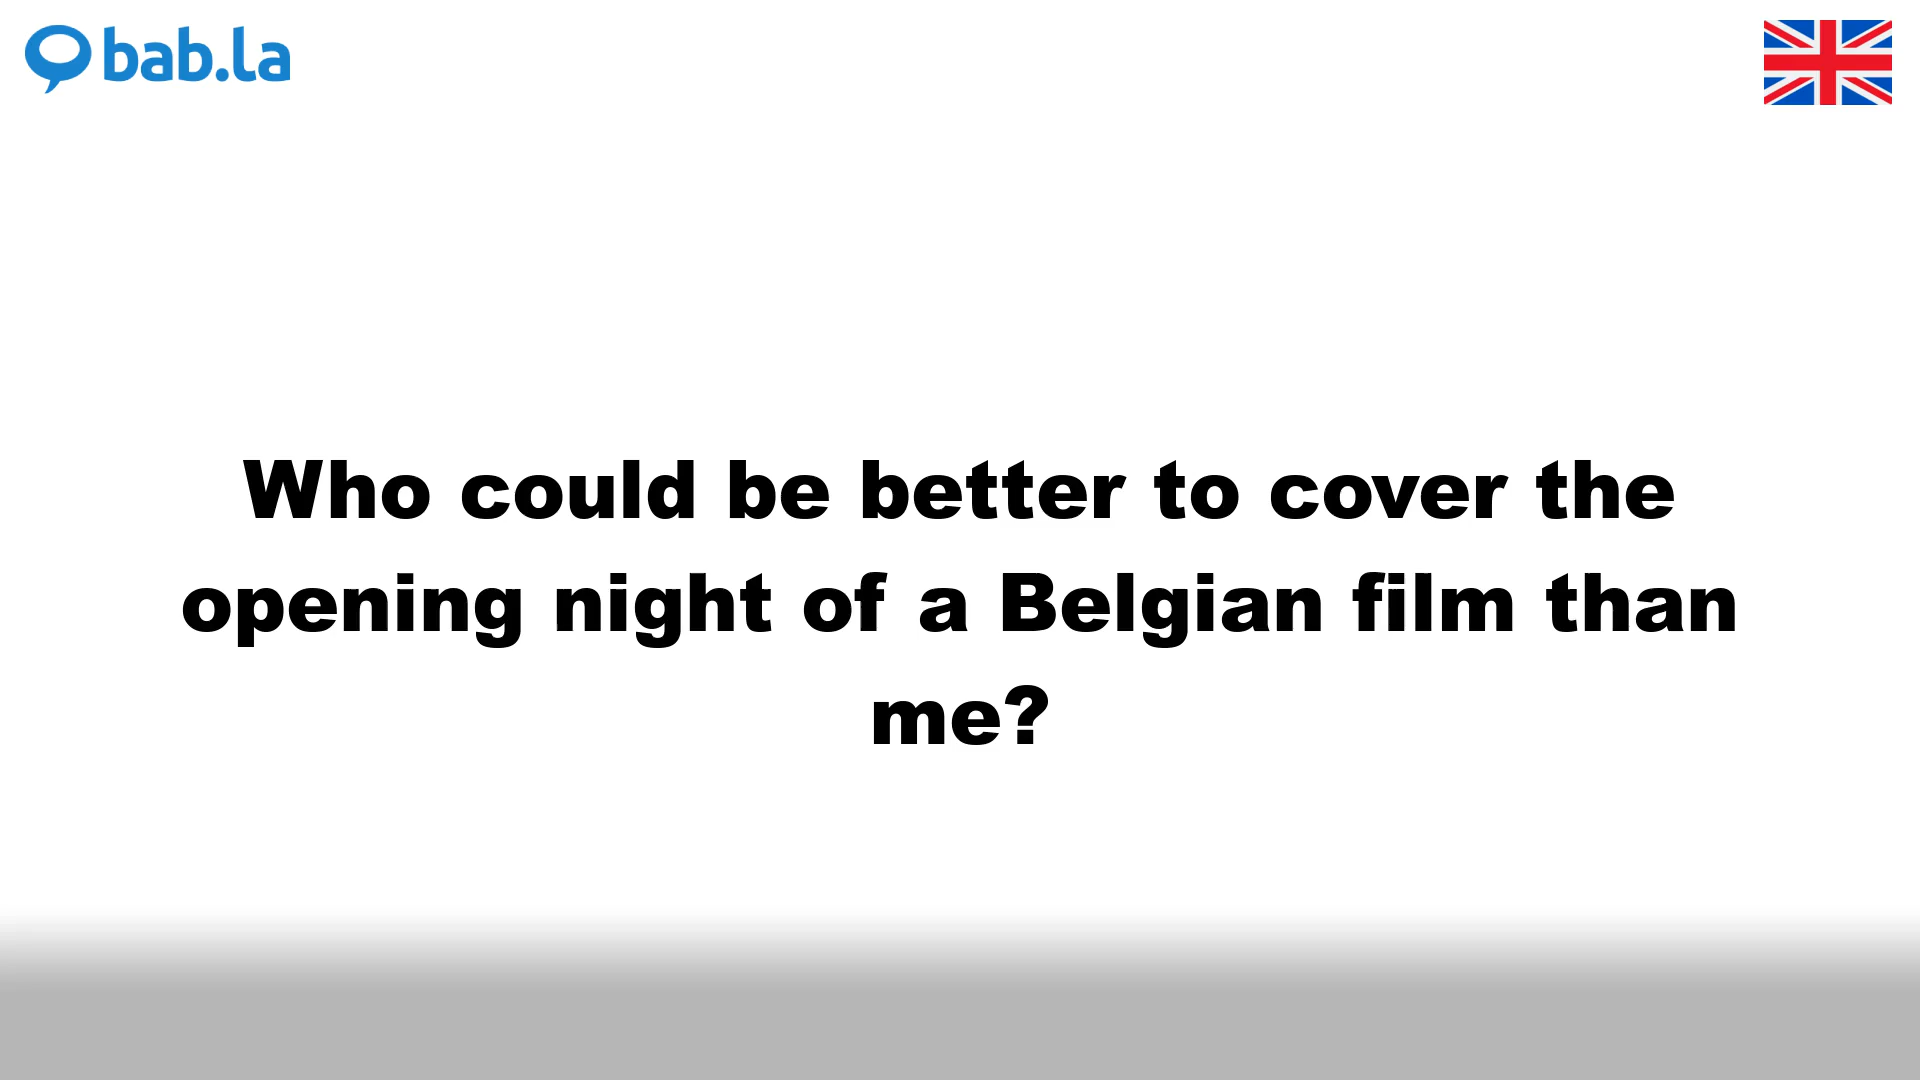 bab.la
Who could be better to cover the
opening night of a Belgian film than
me?